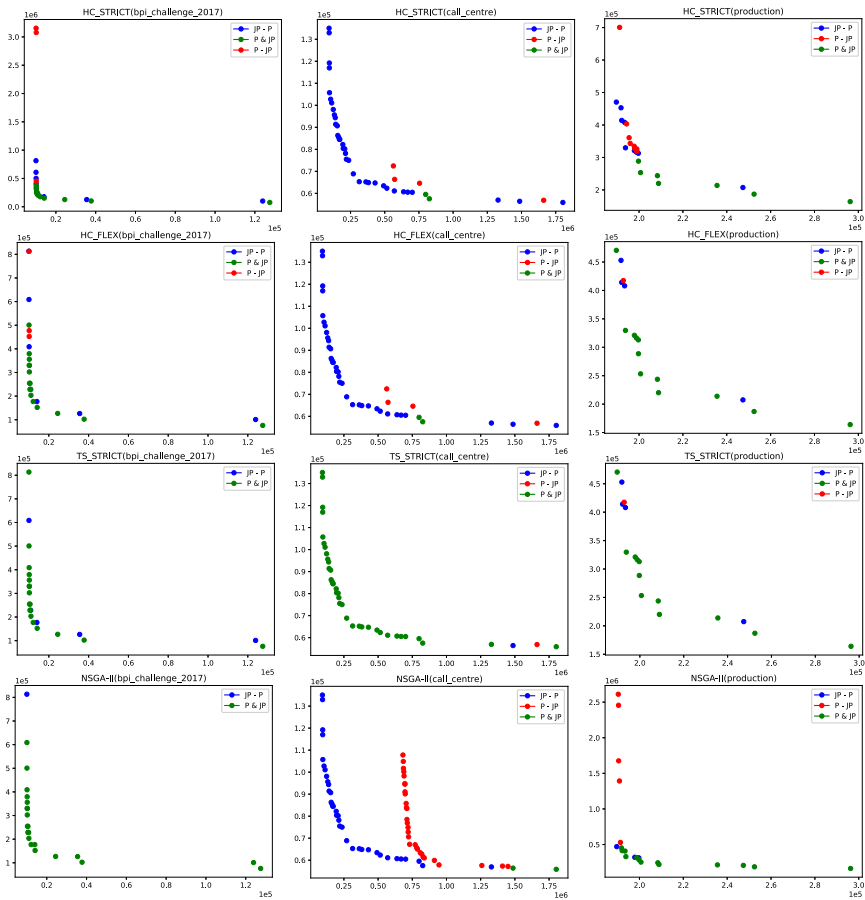 HC_STRICT(bpi_challenge_2017)
1e6
JP - P
P & JP
P - JP
3.0
2.5
2.0
1.5
1.0
0.5
0.0
0.2 0.4 0.6 0.8 1.0 1.2
1e5
HC_STRICT(call_centre)
1e5
JP - P
P - JP
P & JP
1.3
1.2
1.1
1.0
0.9
0.8
0.7
0.6
0.25 0.50 0.75 1.00 1.25 1.50 1.75
1e6
HC_STRICT(production)
1e5
JP - P
P - JP
P & JP
7
6
5
4
3
2
2.0 2.2 2.4 2.6 2.8 3.0
1e5
HC_FLEX(bpi_challenge_2017)
1e5
JP - P
P & JP
P - JP
8
7
6
5
4
3
2
1
0.2 0.4 0.6 0.8 1.0 1.2
1e5
HC_FLEX(call_centre)
1e5
JP - P
P - JP
P & JP
1.3
1.2
1.1
1.0
0.9
0.8
0.7
0.6
0.25 0.50 0.75 1.00 1.25 1.50 1.75
1e6
HC_FLEX(production)
1e5
P & JP
JP - P
P - JP
4.5
4.0
3.5
3.0
2.5
2.0
1.5
2.0 2.2 2.4 2.6 2.8 3.0
1e5
TS_STRICT(bpi_challenge_2017)
1e5
JP - P
P & JP
8
7
6
5
4
3
2
1
0.2 0.4 0.6 0.8 1.0 1.2
1e5
TS_STRICT(call_centre)
1e5
JP - P
P - JP
P & JP
1.3
1.2
1.1
1.0
0.9
0.8
0.7
0.6
0.25 0.50 0.75 1.00 1.25 1.50 1.75
1e6
TS_STRICT(production)
1e5
P & JP
JP - P
P - JP
4.5
4.0
3.5
3.0
2.5
2.0
1.5
2.0 2.2 2.4 2.6 2.8 3.0
1e5
NSGA-II(bpi_challenge_2017)
1e5
JP - P
P & JP
8
7
6
5
4
3
2
1
0.2 0.4 0.6 0.8 1.0 1.2
1e5
NSGA-II(call_centre)
1e5
JP - P
P - JP
P & JP
1.3
1.2
1.1
1.0
0.9
0.8
0.7
0.6
0.25 0.50 0.75 1.00 1.25 1.50 1.75
1e6
NSGA-II(production)
1e6
JP - P
P - JP
P & JP
2.5
2.0
1.5
1.0
0.5
2.0 2.2 2.4 2.6 2.8 3.0
1e5